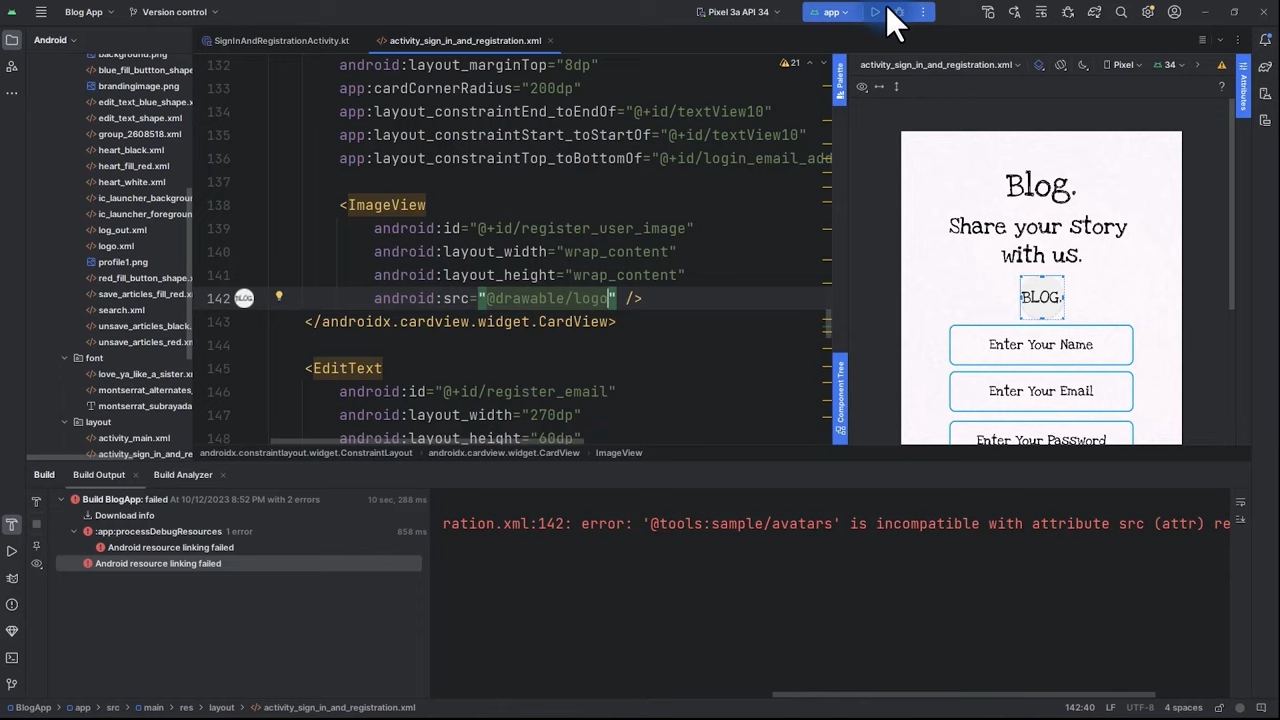 Blog App
Version control
Pixel 3a API 34
app
Android
SignInAndRegistrationActivity.kt
activity_sign_in_and_registration.xml
background.png
blue_fill_buttton_shape
brandingimage.png
edit_text_blue_shape.x
edit_text_shape.xml
group_2608518.xml
heart_black.xml
heart_fill_red.xml
heart_white.xml
ic_launcher_backgrou
ic_launcher_foregroun
log_out.xml
logo.xml
profile1.png
red_fill_button_shape.
save_articles_fill_red.x
search.xml
unsave_articles_black.
unsave_articles_red.xml
font
love_ya_like_a_sister.x
montserrat_alternates_
montserrat_subrayada
layout
activity_main.xml
activity_sign_in_and_re
132 android:layout_marginTop="8dp"
133 app:cardCornerRadius="200dp"
134 app:layout_constraintEnd_toEndOf="@+id/textView10"
135 app:layout_constraintStart_toStartOf="@+id/textView10"
136 app:layout_constraintTop_toBottomOf="@+id/login_email_add
137
138 <ImageView
139 android:id="@+id/register_user_image"
140 android:layout_width="wrap_content"
141 android:layout_height="wrap_content"
142 BLOG. android:src="@drawable/logo" />
143 </androidx.cardview.widget.CardView>
144
145 <EditText
146 android:id="@+id/register_email"
147 android:layout_width="270dp"
148 android:layout_height="60dp"
21
androidx.constraintlayout.widget.ConstraintLayout
androidx.cardview.widget.CardView
ImageView
Palette
Component Tree
activity_sign_in_and_registration.xml
Pixel
34
Attributes
Blog.
Share your story
with us.
BLOG.
Enter Your Name
Enter Your Email
Enter Your Password
Build
Build Output
Build Analyzer
Build BlogApp: failed At 10/12/2023 8:52 PM with 2 errors
10 sec, 288 ms
Download info
:app:processDebugResources 1 error
858 ms
Android resource linking failed
Android resource linking failed
ration.xml:142: error: '@tools:sample/avatars' is incompatible with attribute src (attr) re
BlogApp
app
src
main
res
layout
activity_sign_in_and_registration.xml
142:40
LF
UTF-8
4 spaces